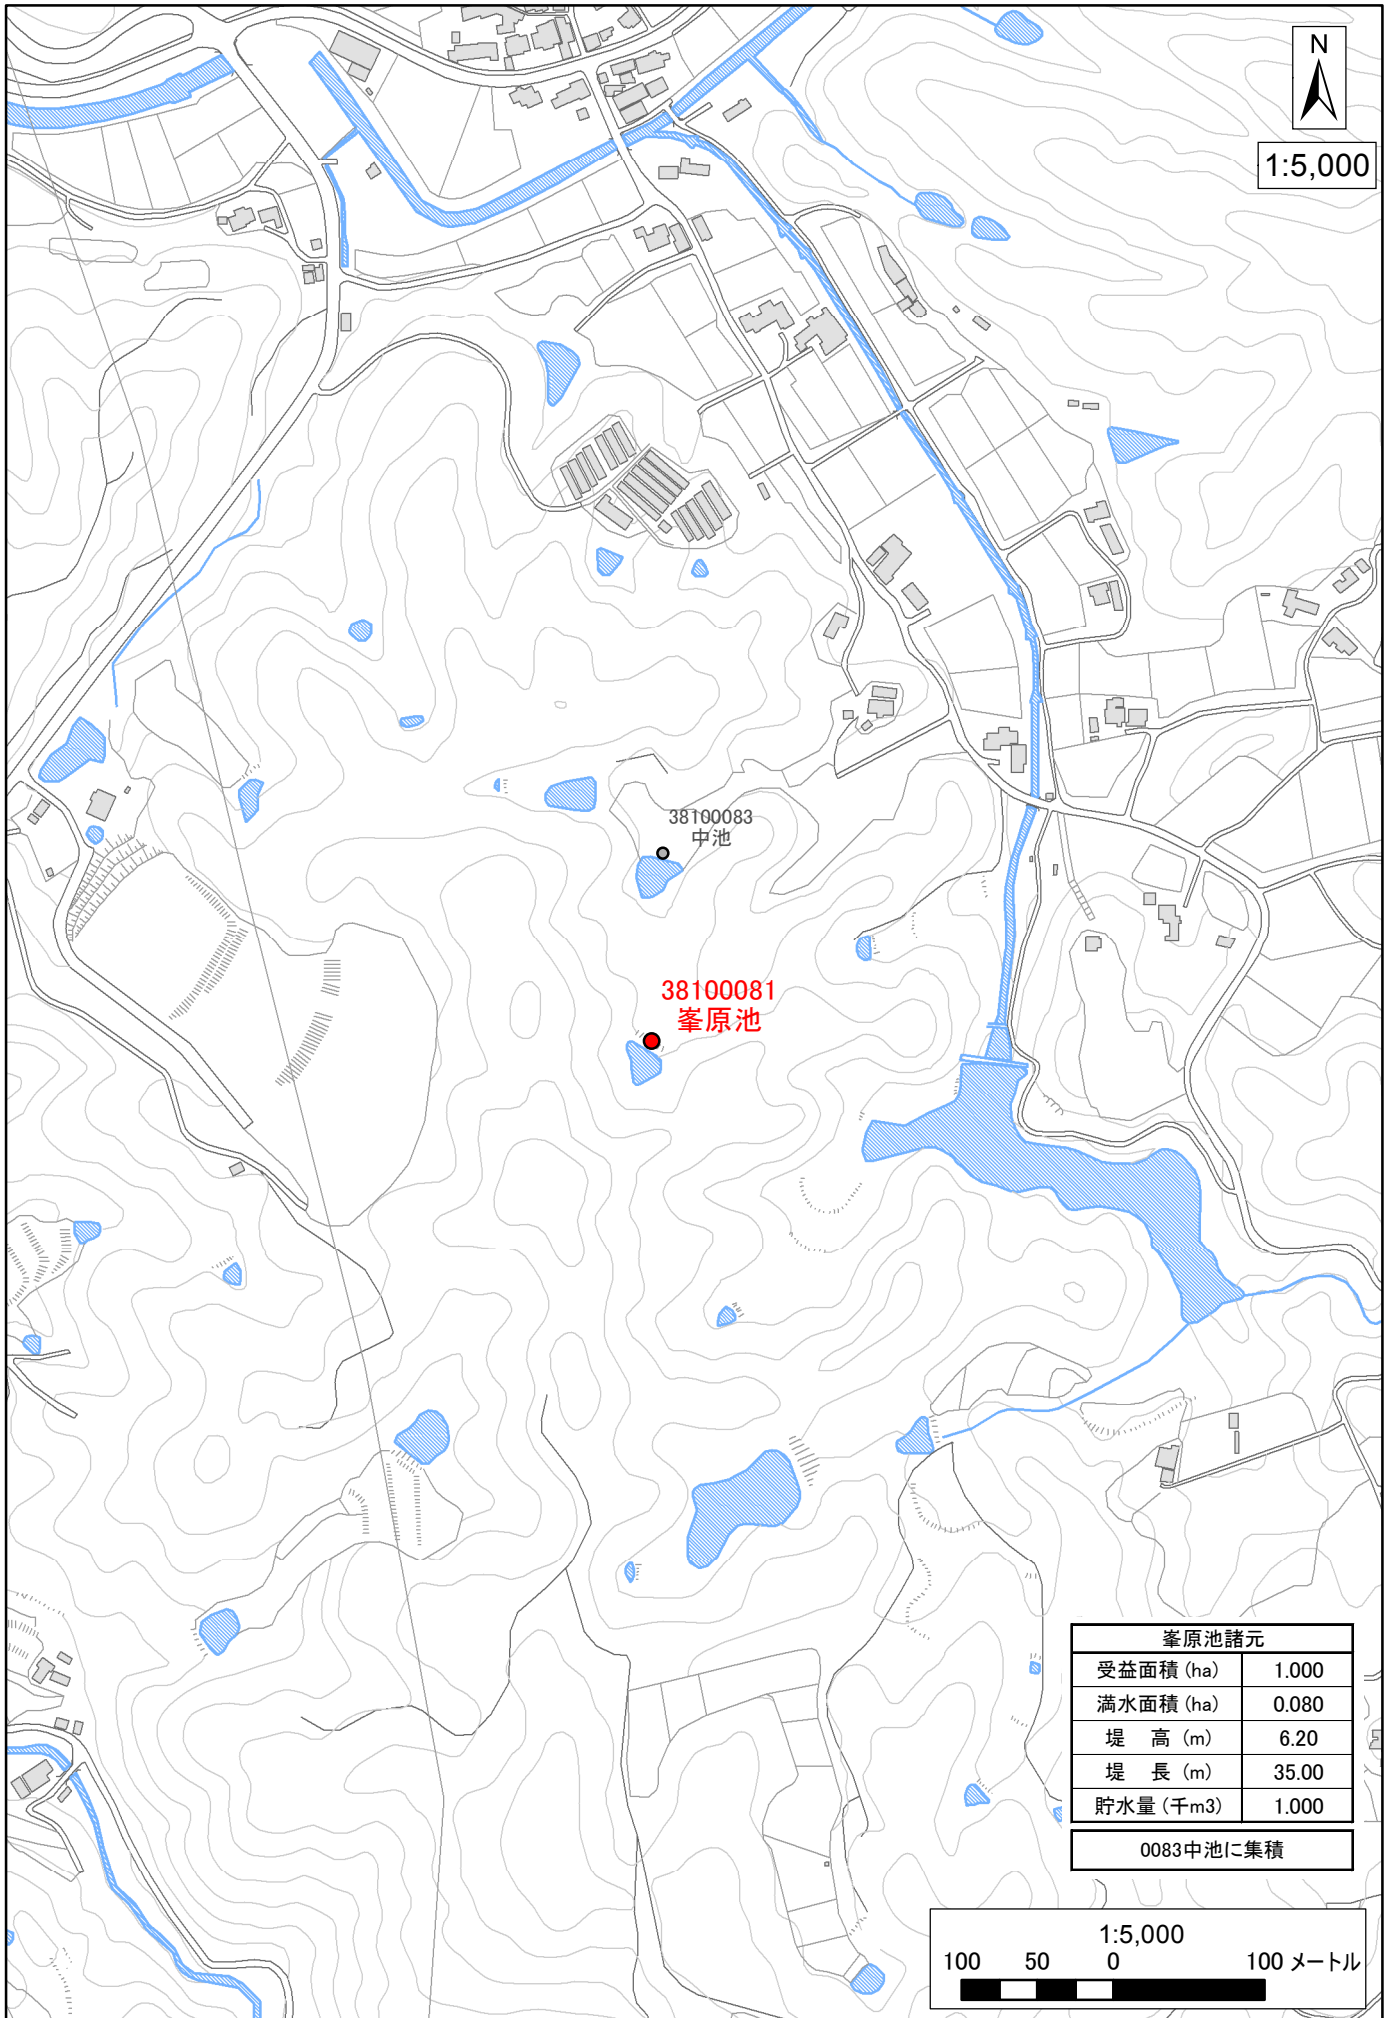 N
1:5,000
38100083
中池
38100081
峯原池
峯原池諸元
受益面積 (ha) 1.000
満水面積 (ha) 0.080
堤 高 (m) 6.20
堤 長 (m) 35.00
貯水量 (千m3) 1.000
0083中池に集積
1:5,000
100 50 0 100 メートル